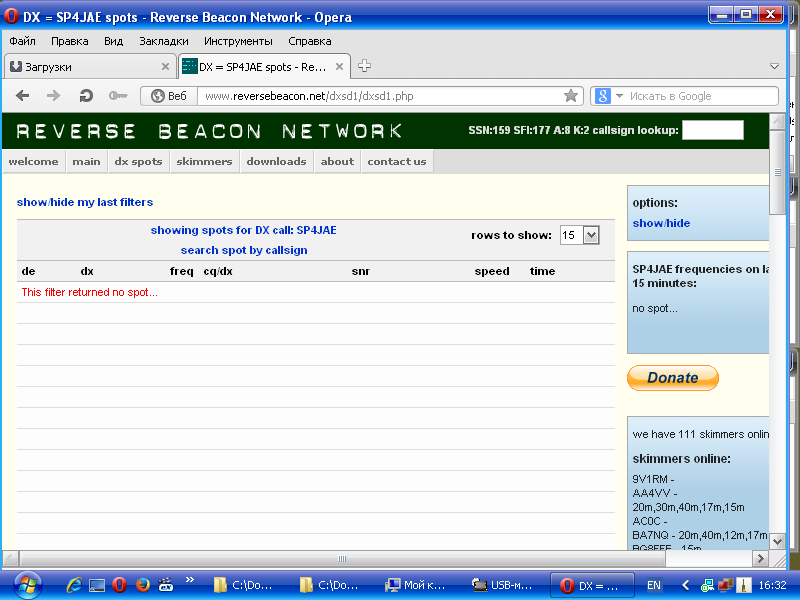 DX = SP4JAE spots - Reverse Beacon Network - Opera
Файл Правка Вид Закладки Инструменты Справка
Загрузки DX = SP4JAE spots - Re...
Веб www.reversebeacon.net/dxsd1/dxsd1.php Искать в Google
REVERSE BEACON NETWORK SSN:159 SFI:177 A:8 K:2 callsign lookup:
welcome main dx spots skimmers downloads about contact us
show/hide my last filters
showing spots for DX call: SP4JAE
search spot by callsign
rows to show: 15
de dx freq cq/dx snr speed time
This filter returned no spot...
options:
show/hide
SP4JAE frequencies on la
15 minutes:
no spot...
Donate
we have 111 skimmers onlin
skimmers online:
9V1RM -
AA4VV -
20m,30m,40m,17m,15m
AC0C -
BA7NQ - 20m,40m,12m,17m
BG8FFE - 15m
C:\Do... C:\Do... Мой к... USB-м... DX = ... EN 16:32